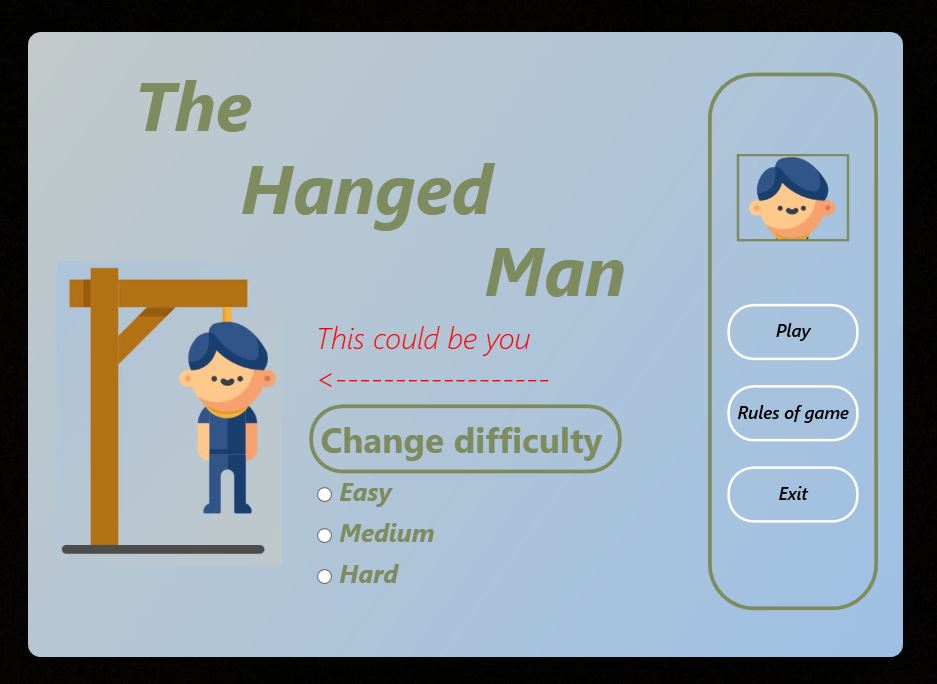 The
Hanged
Man
This could be you
<------------------
Change difficulty
Easy
Medium
Hard
Play
Rules of game
Exit